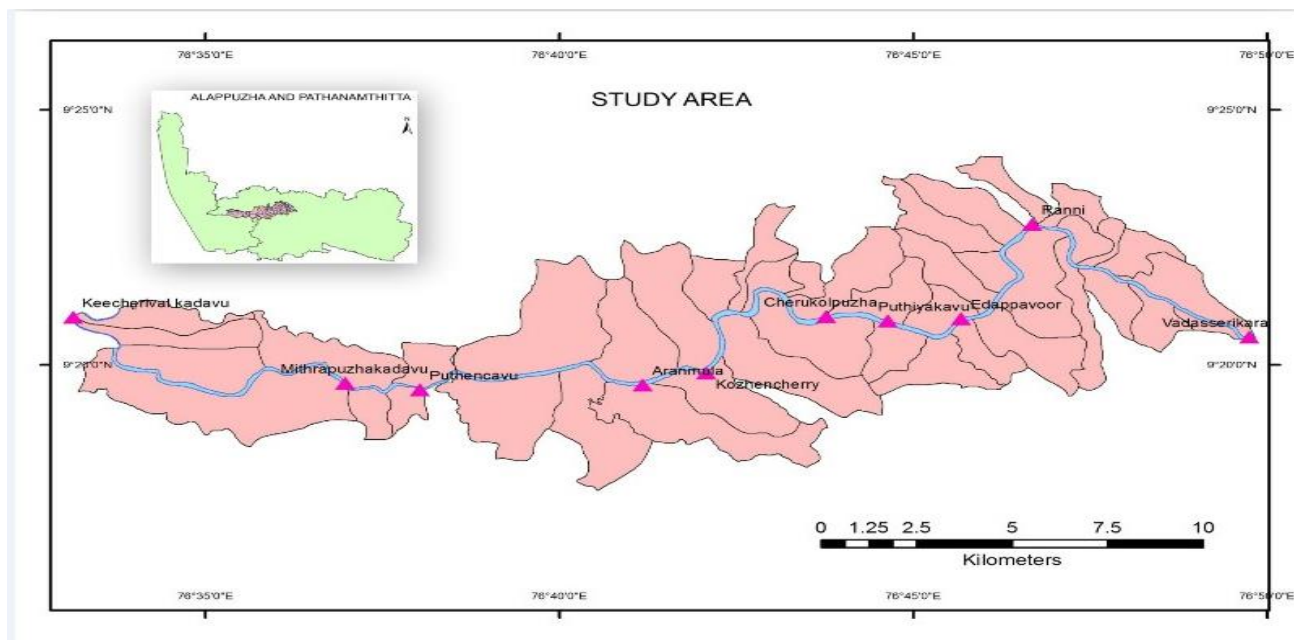 76°35'0"E 76°40'0"E 76°45'0"E 76°50'0"E
ALAPPUZHA AND PATHANAMTHITTA
N
STUDY AREA
9°25'0"N 9°25'0"N
Ranni
Keecherival kadavu
Cherukolpuzha
Puthiyakavu
Edappavoor
Vadasserikara
9°20'0"N 9°20'0"N
Mithrapuzhakadavu
Puthencavu
Aranmula
Kozhencherry
0 1.25 2.5 5 7.5 10
Kilometers
76°35'0"E 76°40'0"E 76°45'0"E 76°50'0"E